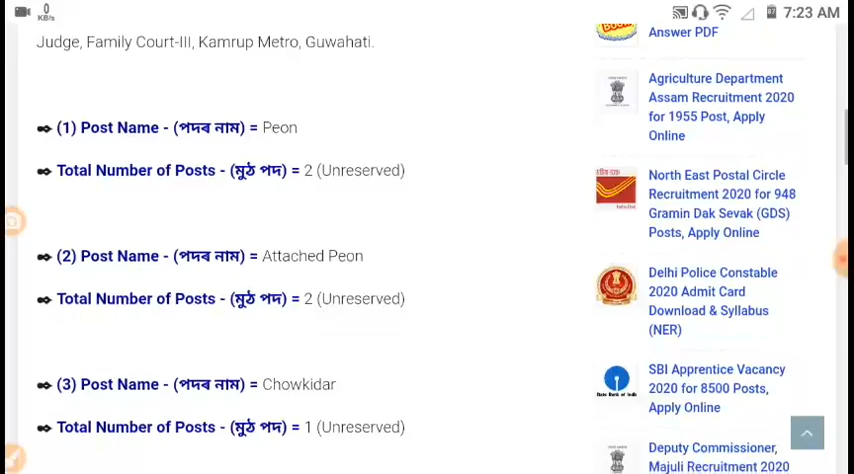 0
KB/s
87
7:23 AM
Judge, Family Court-III, Kamrup Metro, Guwahati.
➨ (1) Post Name - (পদৰ নাম) = Peon
➨ Total Number of Posts - (মুঠ পদ) = 2 (Unreserved)
➨ (2) Post Name - (পদৰ নাম) = Attached Peon
➨ Total Number of Posts - (মুঠ পদ) = 2 (Unreserved)
➨ (3) Post Name - (পদৰ নাম) = Chowkidar
➨ Total Number of Posts - (মুঠ পদ) = 1 (Unreserved)
Answer PDF
Agriculture Department
Assam Recruitment 2020
for 1955 Post, Apply
Online
North East Postal Circle
Recruitment 2020 for 948
Gramin Dak Sevak (GDS)
Posts, Apply Online
Delhi Police Constable
2020 Admit Card
Download & Syllabus
(NER)
SBI Apprentice Vacancy
2020 for 8500 Posts,
Apply Online
State Bank of India
Deputy Commissioner,
Majuli Recruitment 2020